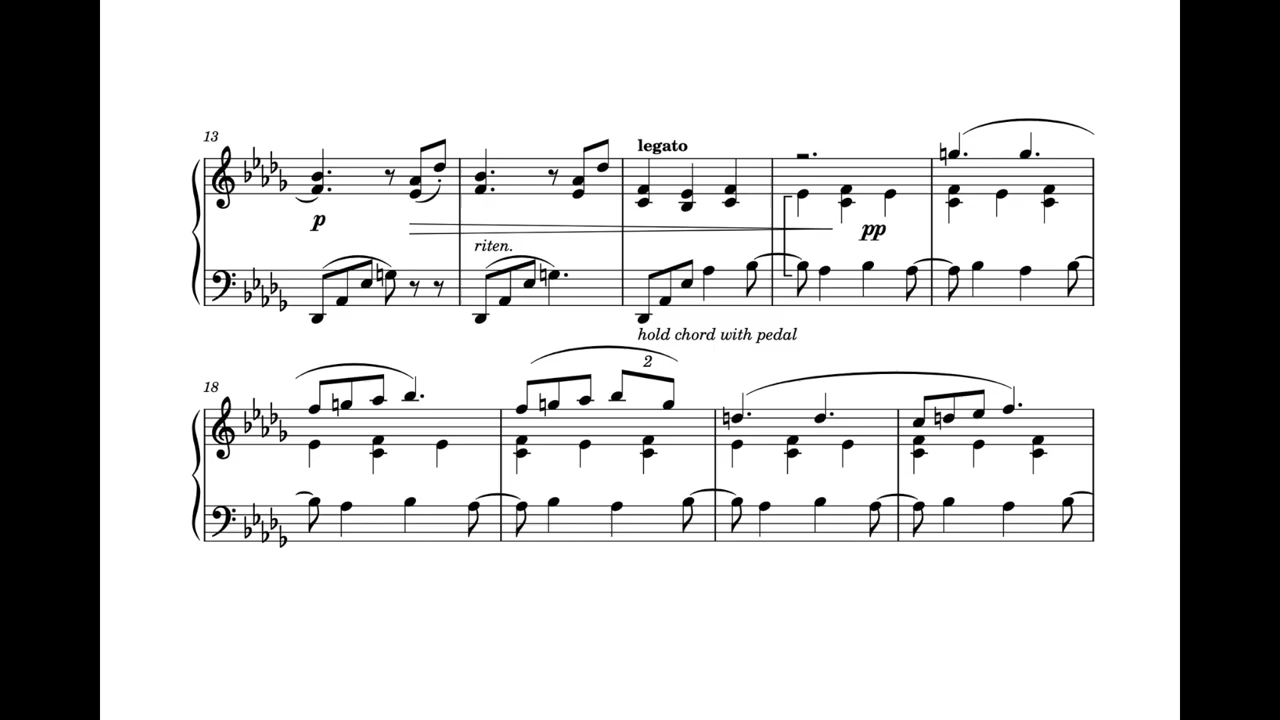 13
legato
p
pp
riten.
hold chord with pedal
18
2